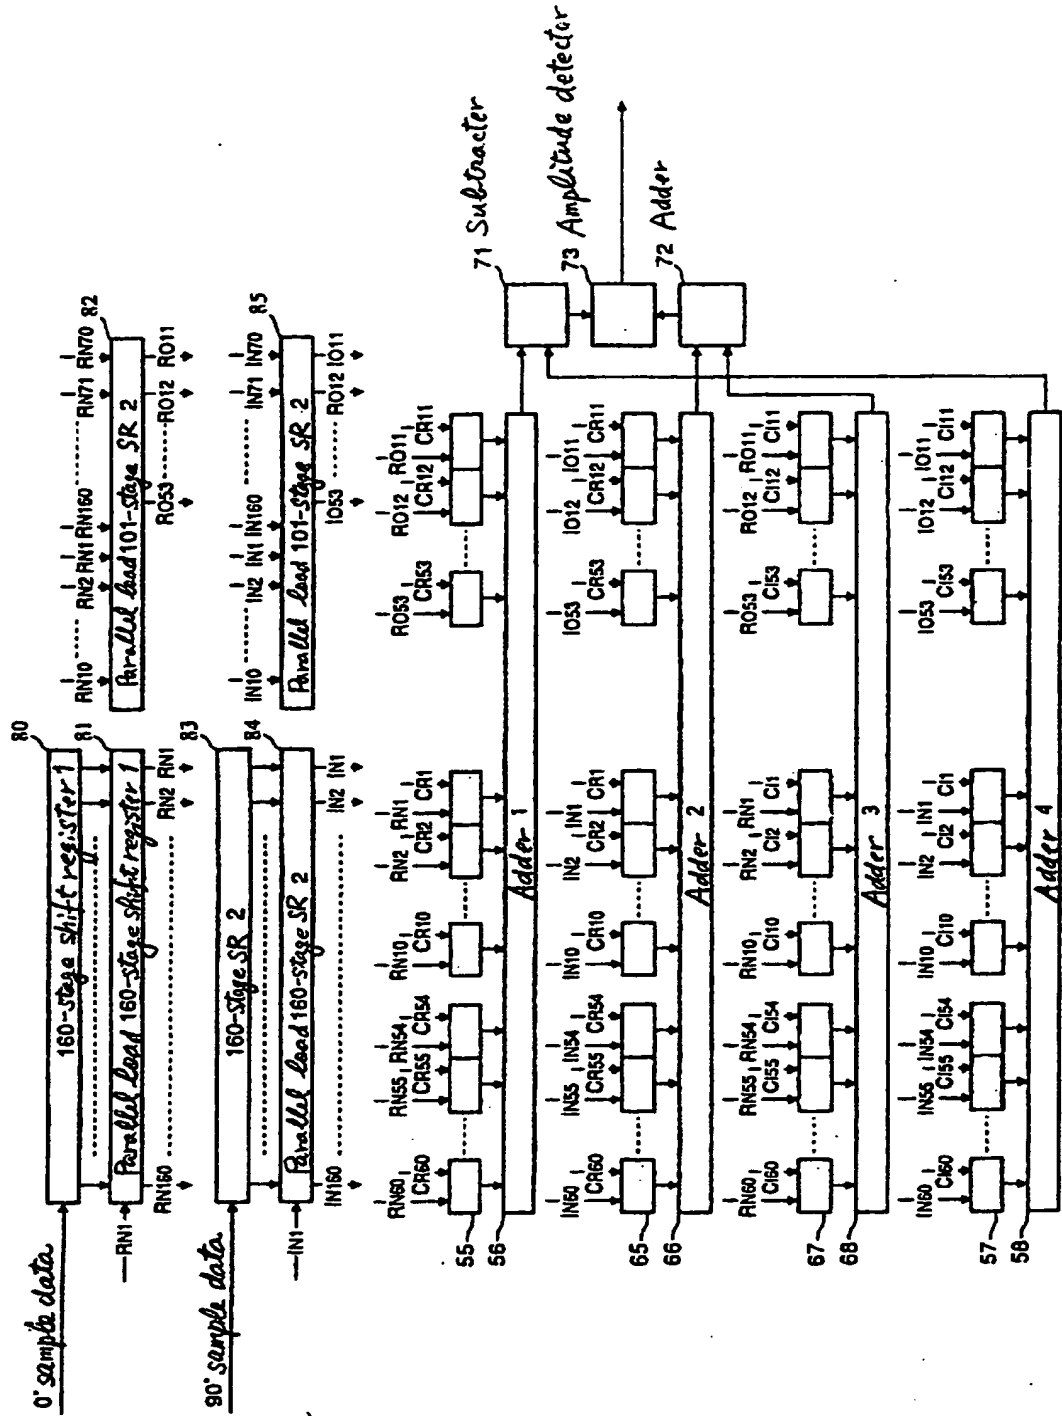 0° sample data
80
160-stage shift register 1
81
RN1
Parallel load 160-stage shift register 1
RN160 RN2 RN1
RN10 RN2 RN1 RN160 RN71 RN70
82
Parallel load 101-stage SR 2
RO53 RO12 RO11
90° sample data
83
160-stage SR 2
84
IN1
Parallel load 160-stage SR 2
IN160 IN2 IN1
IN10 IN2 IN1 IN160 IN71 IN70
85
Parallel load 101-stage SR 2
IO53 RO12 IO11
RN60 CR60 RN55 CR55 RN54 CR54 RN10 CR10 RN2 CR2 RN1 CR1 RO53 CR53 RO12 CR12 RO11 CR11
55
56
Adder 1
IN60 CR60 IN55 CR55 IN54 CR54 IN10 CR10 IN2 CR2 IN1 CR1 IO53 CR53 IO12 CR12 IO11 CR11
65
66
Adder 2
RN60 CI60 RN55 CI55 RN54 CI54 RN10 CI10 RN2 CI2 RN1 CI1 RO53 CI53 RO12 CI12 RO11 CI11
67
68
Adder 3
IN60 CI60 IN55 CI55 IN54 CI54 IN10 CI10 IN2 CI2 IN1 CI1 IO53 CI53 IO12 CI12 IO11 CI11
57
58
Adder 4
71 Subtracter
73 Amplitude detector
72 Adder